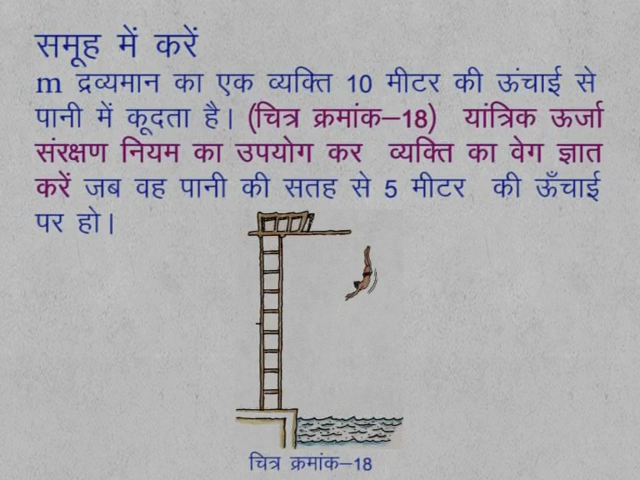 समूह में करें
m द्रव्यमान का एक व्यक्ति 10 मीटर की ऊंचाई से
पानी में कूदता है। (चित्र क्रमांक–18) यांत्रिक ऊर्जा
संरक्षण नियम का उपयोग कर व्यक्ति का वेग ज्ञात
करें जब वह पानी की सतह से 5 मीटर की ऊँचाई
पर हो।
चित्र क्रमांक–18